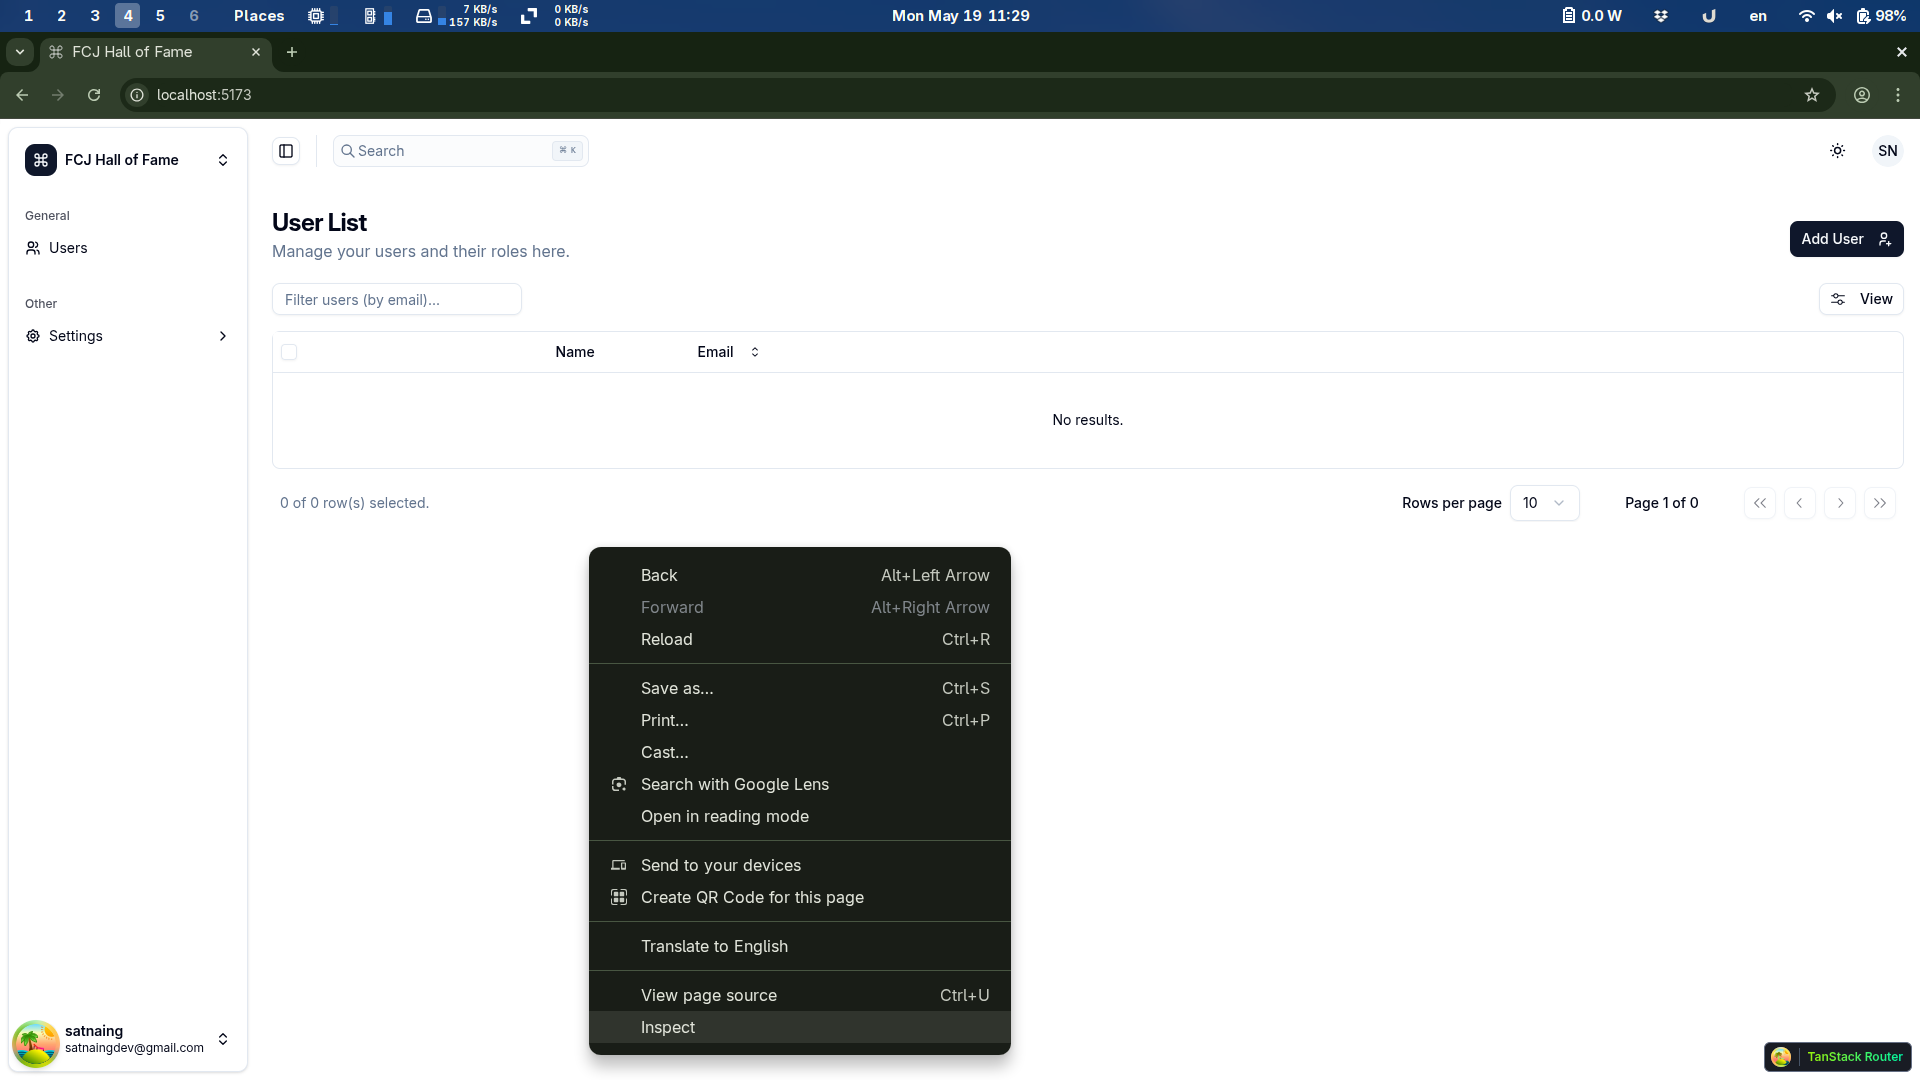 1 2 3 4 5 6 Places 7 KB/s 157 KB/s 0 KB/s 0 KB/s Mon May 19 11:29 0.0 W en 98%
FCJ Hall of Fame
localhost:5173
FCJ Hall of Fame
Search ⌘ K
SN
General
Users
Other
Settings
User List
Manage your users and their roles here.
Add User
Filter users (by email)...
View
Name Email
No results.
0 of 0 row(s) selected.
Rows per page 10 Page 1 of 0
Back Alt+Left Arrow
Forward Alt+Right Arrow
Reload Ctrl+R
Save as... Ctrl+S
Print... Ctrl+P
Cast...
Search with Google Lens
Open in reading mode
Send to your devices
Create QR Code for this page
Translate to English
View page source Ctrl+U
Inspect
satnaing
satnaingdev@gmail.com
TanStack Router